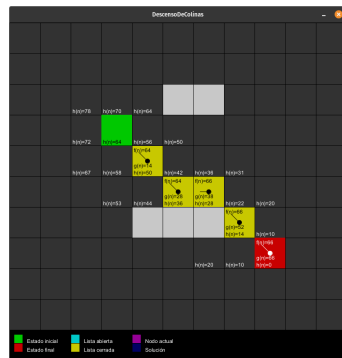 DescensoDeColinas
h(n)=78 h(n)=70 h(n)=64
h(n)=72 h(n)=64 h(n)=56 h(n)=50
f(n)=64
g(n)=14
h(n)=67 h(n)=58 h(n)=50 h(n)=42 h(n)=36 h(n)=31
f(n)=64 f(n)=66
g(n)=28 g(n)=38
h(n)=53 h(n)=44 h(n)=36 h(n)=28 h(n)=22 h(n)=20
f(n)=66
g(n)=52
h(n)=14 h(n)=10
f(n)=66
g(n)=66
h(n)=20 h(n)=10 h(n)=0
Estado inicial Lista abierta Nodo actual
Estado final Lista cerrada Solución